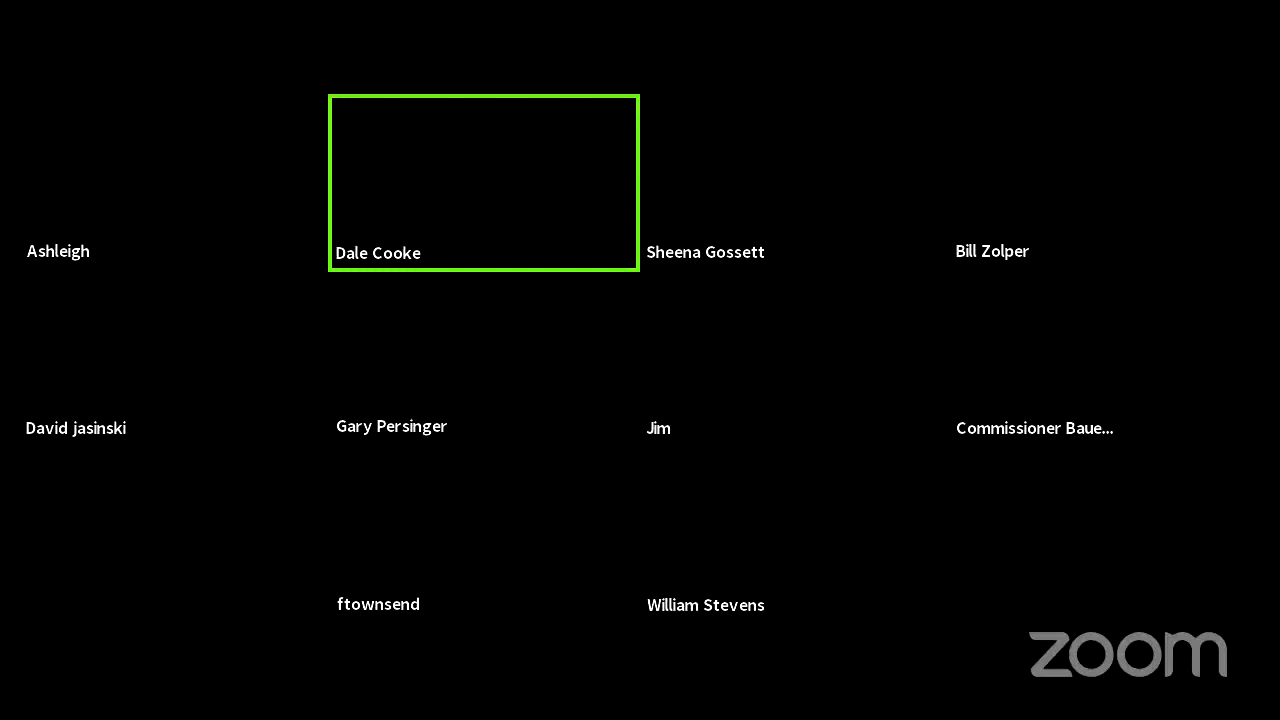 Ashleigh
Dale Cooke
Sheena Gossett
Bill Zolper
David jasinski
Gary Persinger
Jim
Commissioner Baue...
ftownsend
William Stevens
zoom